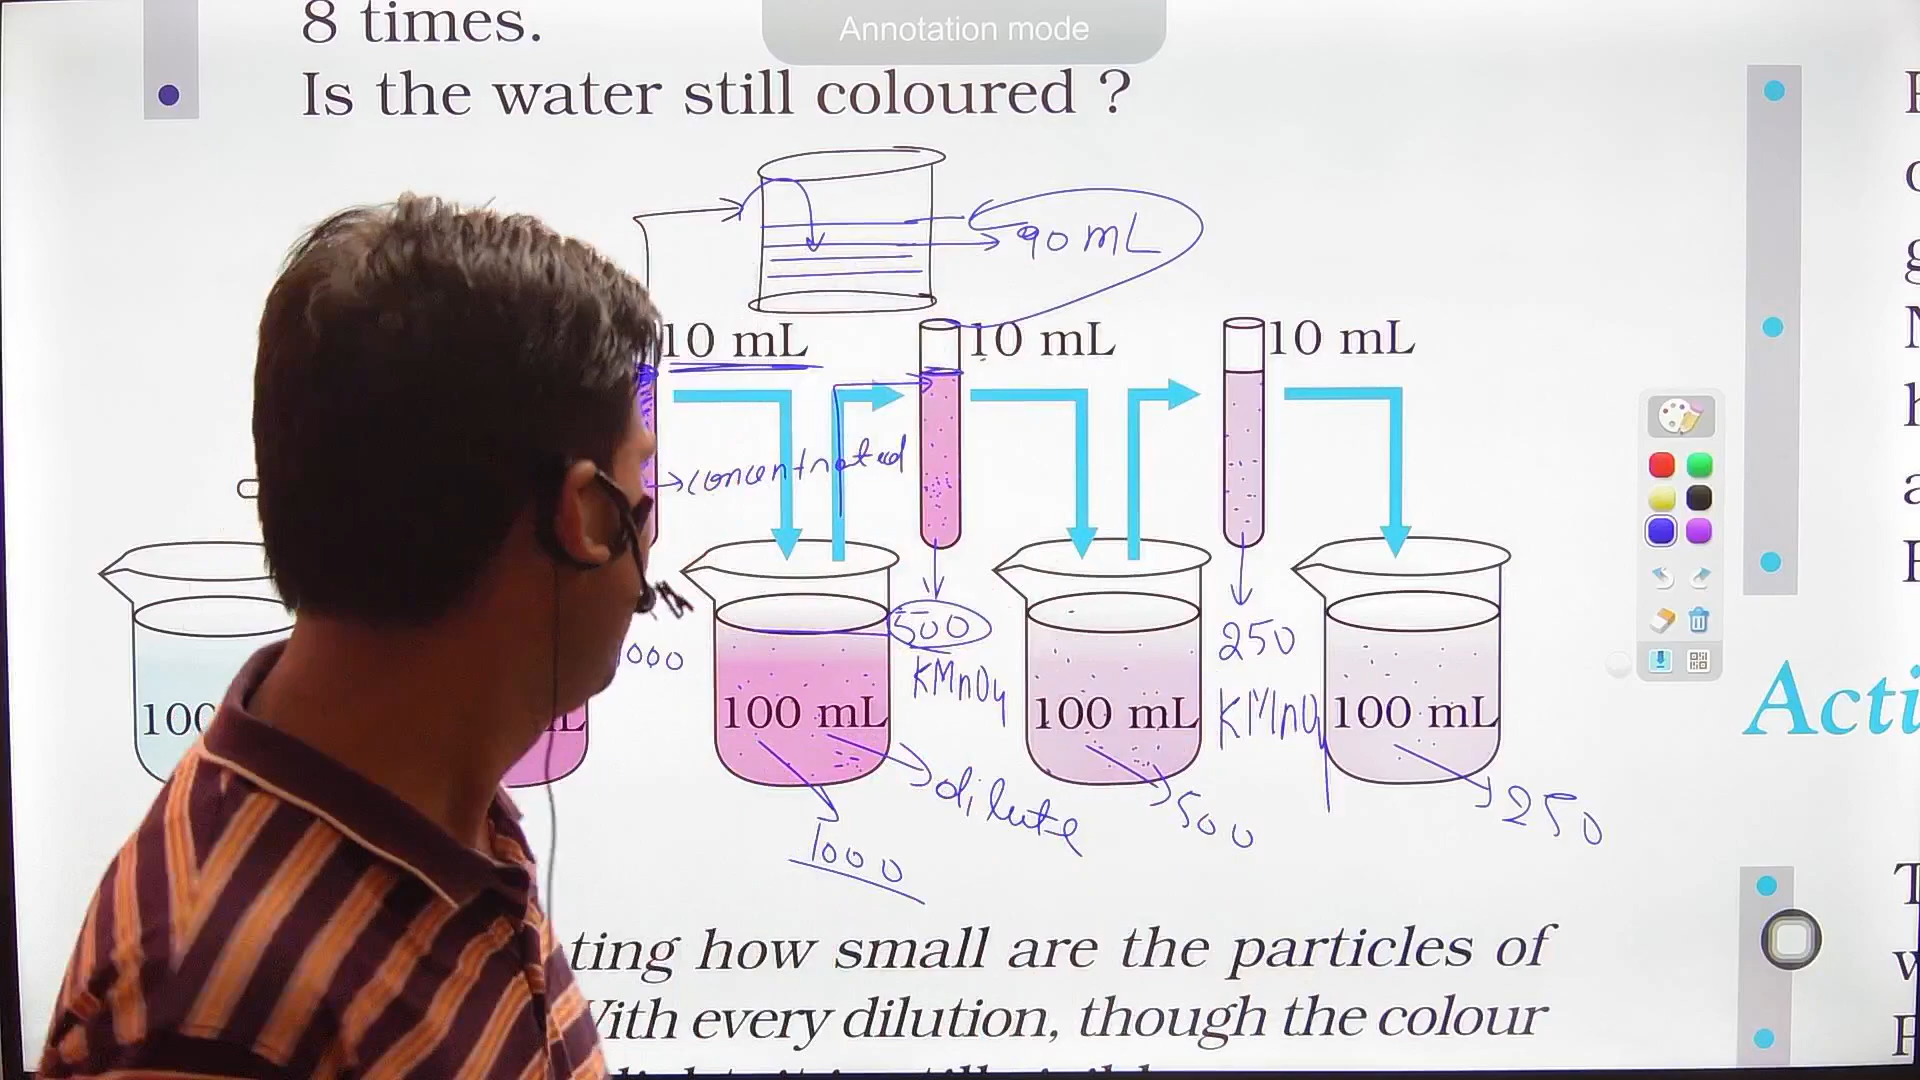 Annotation mode
8 times.
Is the water still coloured ?
90 mL
10 mL
10 mL
10 mL
concentrated
1000
500
KMnO4
250
KMnO4
100
100 mL
100 mL
100 mL
dilute
1000
500
250
Acti
ting how small are the particles of
With every dilution, though the colour